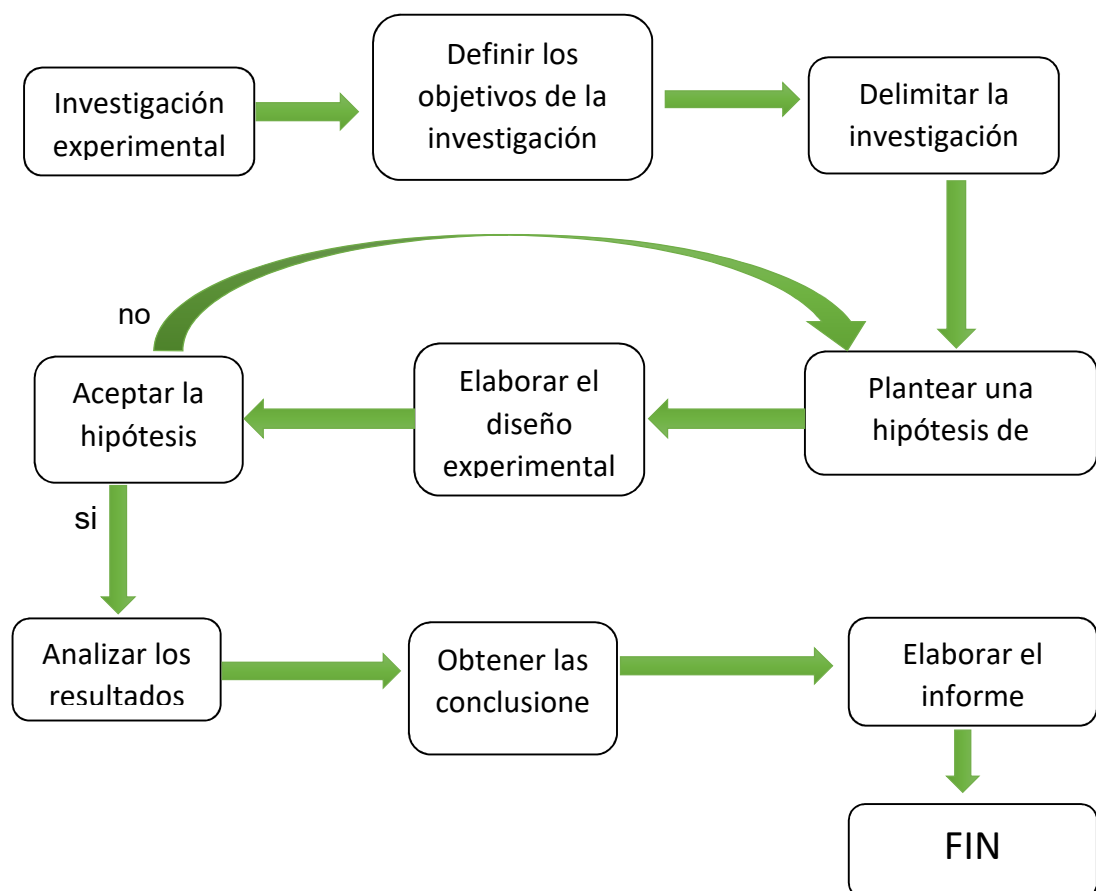 Investigación
experimental
Definir los
objetivos de la
investigación
Delimitar la
investigación
no
Plantear una
hipótesis de
Elaborar el
diseño
experimental
Aceptar la
hipótesis
si
Analizar los
resultados
Obtener las
conclusione
Elaborar el
informe
FIN